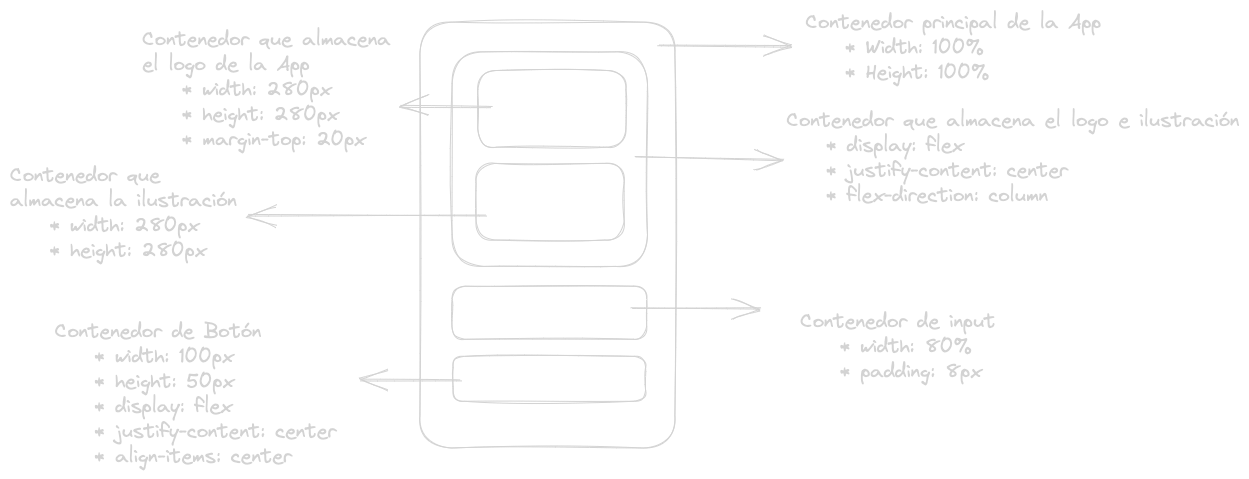 Contenedor que almacena
el logo de la App
* width: 280px
* height: 280px
* margin-top: 20px
Contenedor que
almacena la ilustración
* width: 280px
* height: 280px
Contenedor de Botón
* width: 100px
* height: 50px
* display: flex
* justify-content: center
* align-items: center
Contenedor principal de la App
* Width: 100%
* Height: 100%
Contenedor que almacena el logo e ilustración
* display: flex
* justify-content: center
* flex-direction: column
Contenedor de input
* width: 80%
* padding: 8px